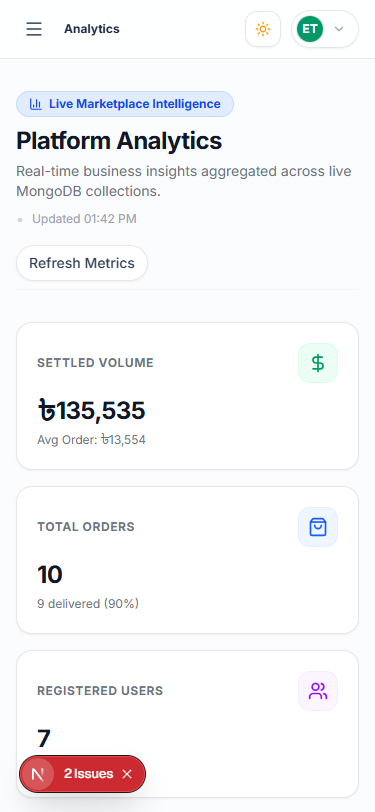 Analytics
ET
Live Marketplace Intelligence
Platform Analytics
Real-time business insights aggregated across live
MongoDB collections.
Updated 01:42 PM
Refresh Metrics
SETTLED VOLUME
$
৳135,535
Avg Order: ৳13,554
TOTAL ORDERS
10
9 delivered (90%)
REGISTERED USERS
7
N
2 Issues